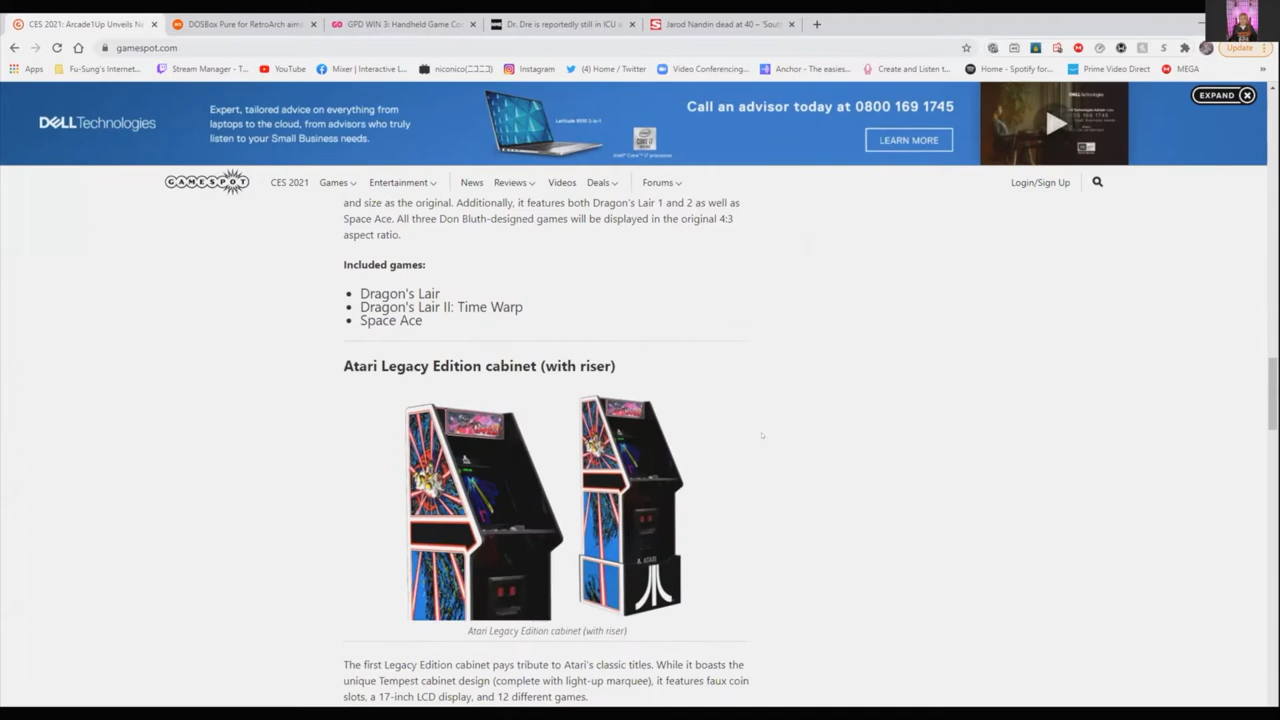 CES 2021: Arcade1Up Unveils Ne
DOSBox Pure for RetroArch aims
GPD WIN 3: Handheld Game Co
Dr. Dre is reportedly still in ICU a
Jarod Nandin dead at 40 – 'Sout
gamespot.com
Update
Apps
Fu-Sung's Internet...
Stream Manager - T...
YouTube
Mixer | Interactive L...
niconico(ニコニコ)
Instagram
(4) Home / Twitter
Video Conferencing...
Anchor - The easies...
Create and Listen t...
Home - Spotify for...
Prime Video Direct
MEGA
»
DELLTechnologies
Expert, tailored advice on everything from
laptops to the cloud, from advisors who truly
listen to your Small Business needs.
Call an advisor today at 0800 169 1745
LEARN MORE
EXPAND
GAMESPOT
CES 2021
Games
Entertainment
News
Reviews
Videos
Deals
Forums
Login/Sign Up
and size as the original. Additionally, it features both Dragon's Lair 1 and 2 as well as
Space Ace. All three Don Bluth-designed games will be displayed in the original 4:3
aspect ratio.
Included games:
• Dragon's Lair
• Dragon's Lair II: Time Warp
• Space Ace
Atari Legacy Edition cabinet (with riser)
ATARI
Atari Legacy Edition cabinet (with riser)
The first Legacy Edition cabinet pays tribute to Atari's classic titles. While it boasts the
unique Tempest cabinet design (complete with light-up marquee), it features faux coin
slots, a 17-inch LCD display, and 12 different games.